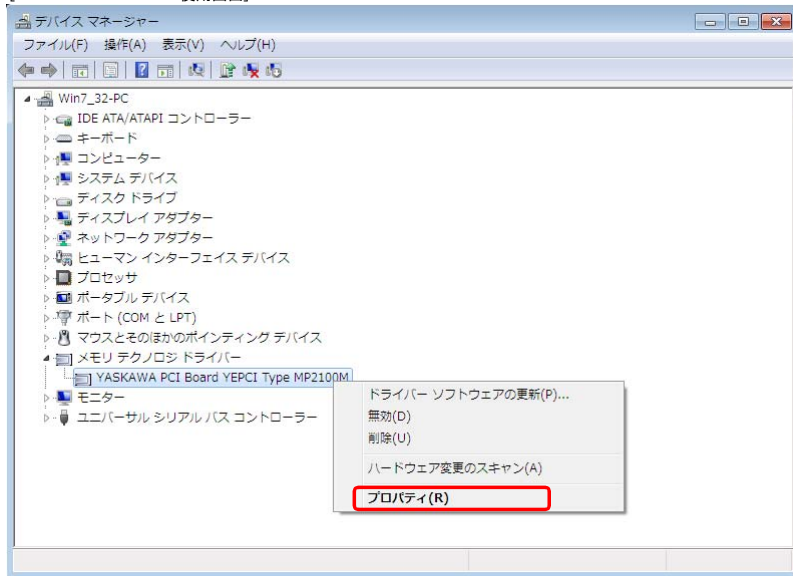 デバイス マネージャー
ファイル(F) 操作(A) 表示(V) ヘルプ(H)
Win7_32-PC
IDE ATA/ATAPI コントローラー
キーボード
コンピューター
システム デバイス
ディスク ドライブ
ディスプレイ アダプター
ネットワーク アダプター
ヒューマン インターフェイス デバイス
プロセッサ
ポータブル デバイス
ポート (COM と LPT)
マウスとそのほかのポインティング デバイス
メモリ テクノロジ ドライバー
YASKAWA PCI Board YEPCI Type MP2100M
モニター
ユニバーサル シリアル バス コントローラー
ドライバー ソフトウェアの更新(P)...
無効(D)
削除(U)
ハードウェア変更のスキャン(A)
プロパティ(R)